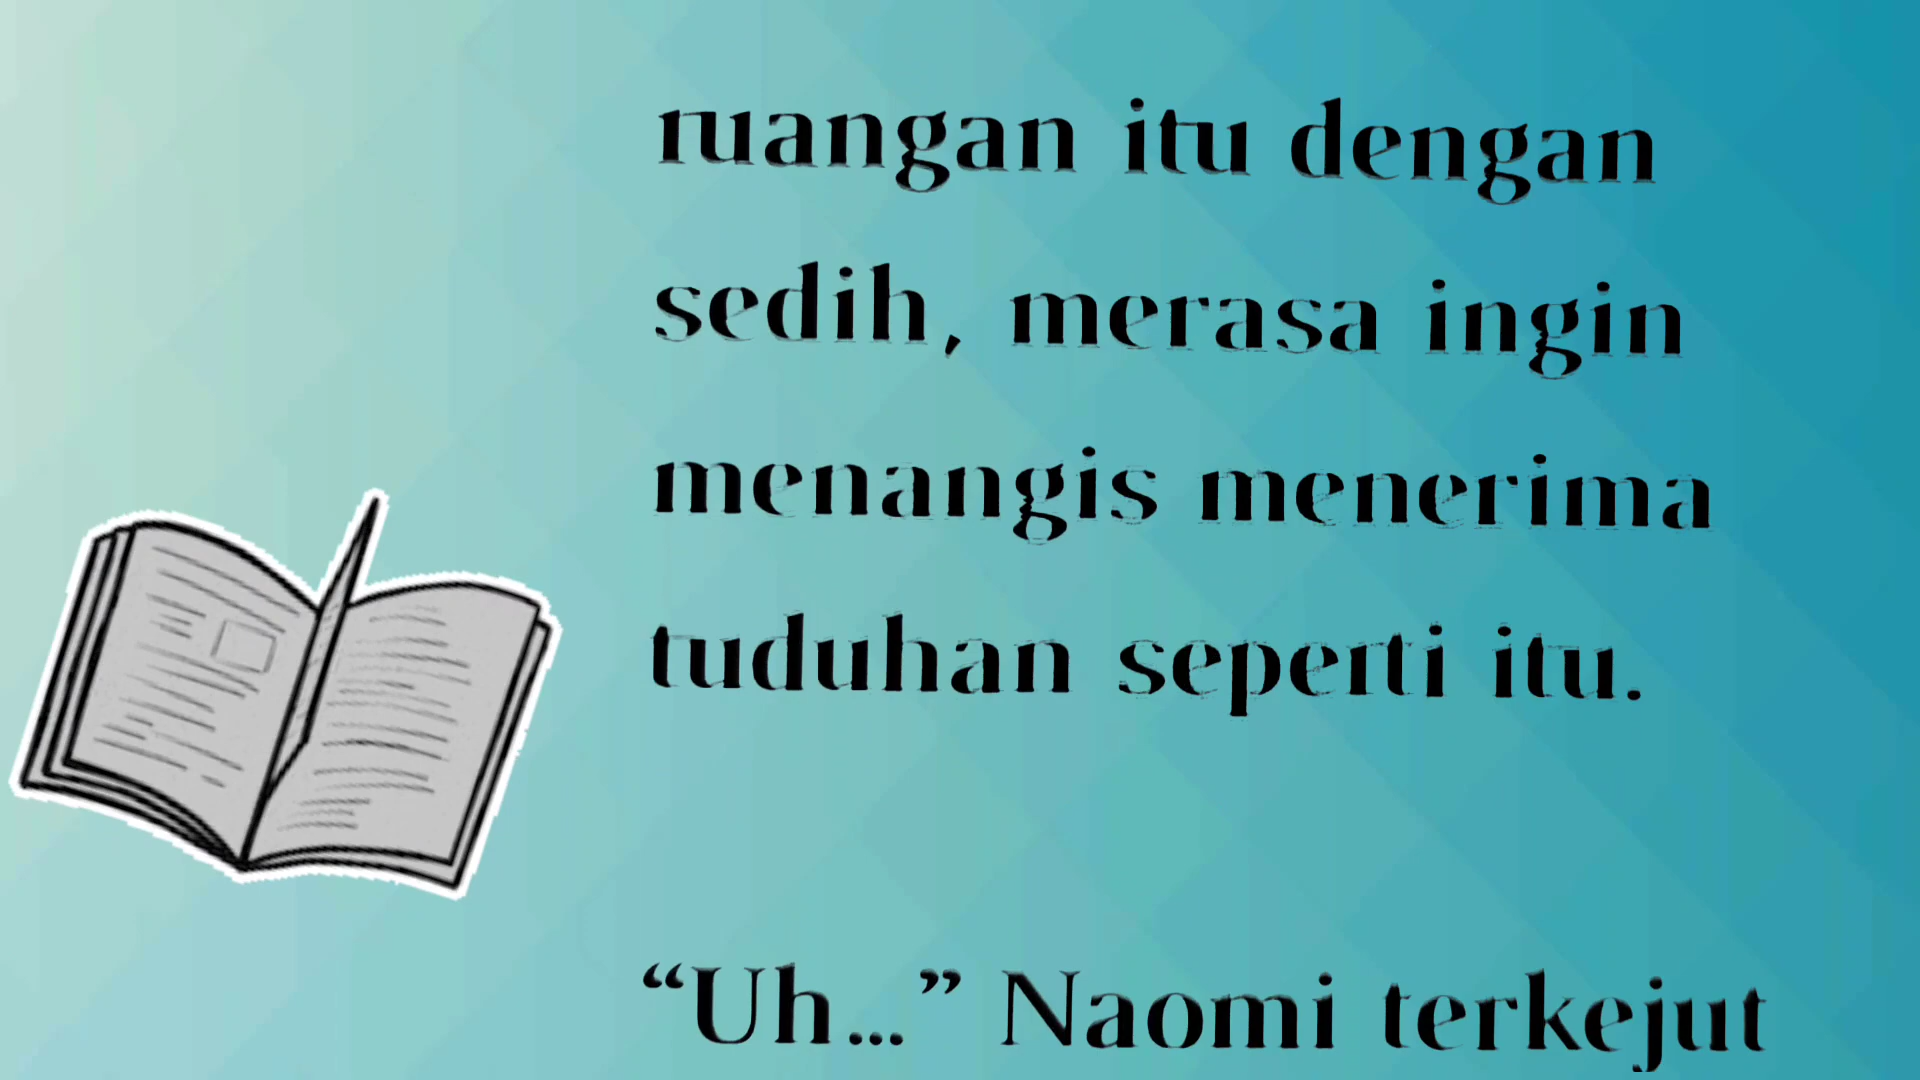 ruangan itu dengan
sedih, merasa ingin
menangis menerima
tuduhan seperti itu.
“Uh...” Naomi terkejut